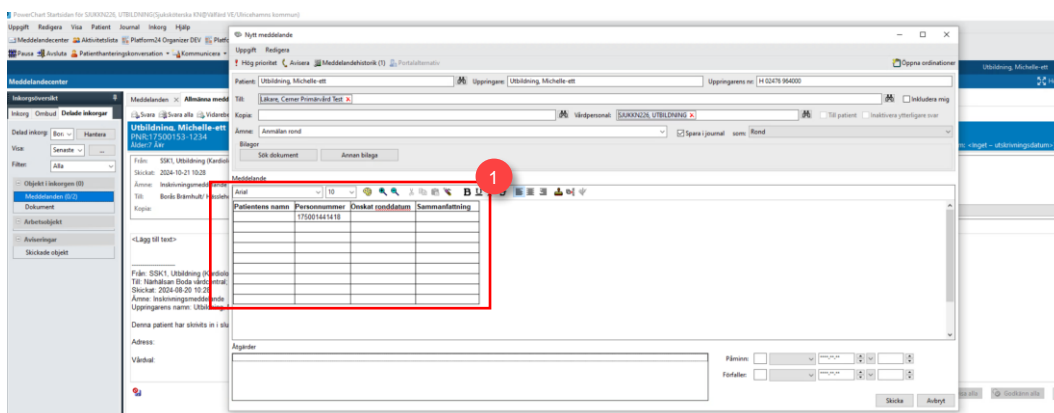 PowerChart Startsidan för SJUKKN226, UTBILDNING(Sjuksköterska KN@Välfärd VE/Ulricehamns kommun)
Uppgift Redigera Visa Patient Journal Inkorg Hjälp
Meddelandecenter Aktivitetslista Platform24 Organizer DEV
Pausa Avsluta Patienthanteringskonversation Kommunicera
Meddelandecenter
Utbildning, Michelle-ett
Inkorgsöversikt
Inkorg Ombud Delade inkorgar
Delad inkorg: Hantera
Visa: Senaste ...
Filter: Alla
Objekt i inkorgen (0)
Meddelanden (0/2)
Dokument
Arbetsobjekt
Aviseringar
Skickade objekt
Meddelanden × Allmänna medd
Svara Svara alla Vidarebe
Utbildning, Michelle-ett
PNR:17500153-1234
Ålder:7 År
Från: SSK1, Utbildning (Kardiol
Skickat: 2024-10-21 10:28
Ämne: Inskrivningsmeddelande
Till: Borås Brämhult/
Kopia:
<Lägg till text>
Från: SSK1, Utbildning (Kardiolo
Till: Närhälsan Boda vårdcentral;
Skickat: 2024-08-20 10:28
Ämne: Inskrivningsmeddelande
Uppringarens namn: Utbildning,
Denna patient har skrivits in i slu
Adress:
Vårdval:
Nytt meddelande
Uppgift Redigera
! Hög prioritet Avisera Meddelandehistorik (1) Portalalternativ Öppna ordinationer
Patient: Utbildning, Michelle-ett Uppringare: Utbildning, Michelle-ett Uppringarens nr: H 02476 964000
Till: Läkare, Cerner Primärvård Test × Inkludera mig
Kopia: Vårdpersonal: SJUKKN226, UTBILDNING × Till patient Inaktivera ytterligare svar
Ämne: Anmälan rond Spara i journal som: Rond
Bilagor
Sök dokument Annan bilaga
Meddelande
1
Arial 10 B U S
Patientens namn Personnummer Önskat ronddatum Sammanfattning
175001441418
Åtgärder
Påminn:
Förfaller:
Skicka Avbryt
<Inget – utskrivningsdatum>
Godkänn alla